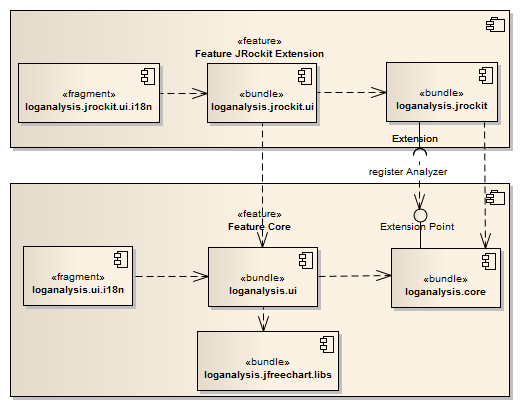 «feature»
Feature JRockit Extension
«fragment»
loganalysis.jrockit.ui.i18n
«bundle»
loganalysis.jrockit.ui
«bundle»
loganalysis.jrockit
Extension
register Analyzer
«feature»
Feature Core
Extension Point
«fragment»
loganalysis.ui.i18n
«bundle»
loganalysis.ui
«bundle»
loganalysis.core
«bundle»
loganalysis.jfreechart.libs